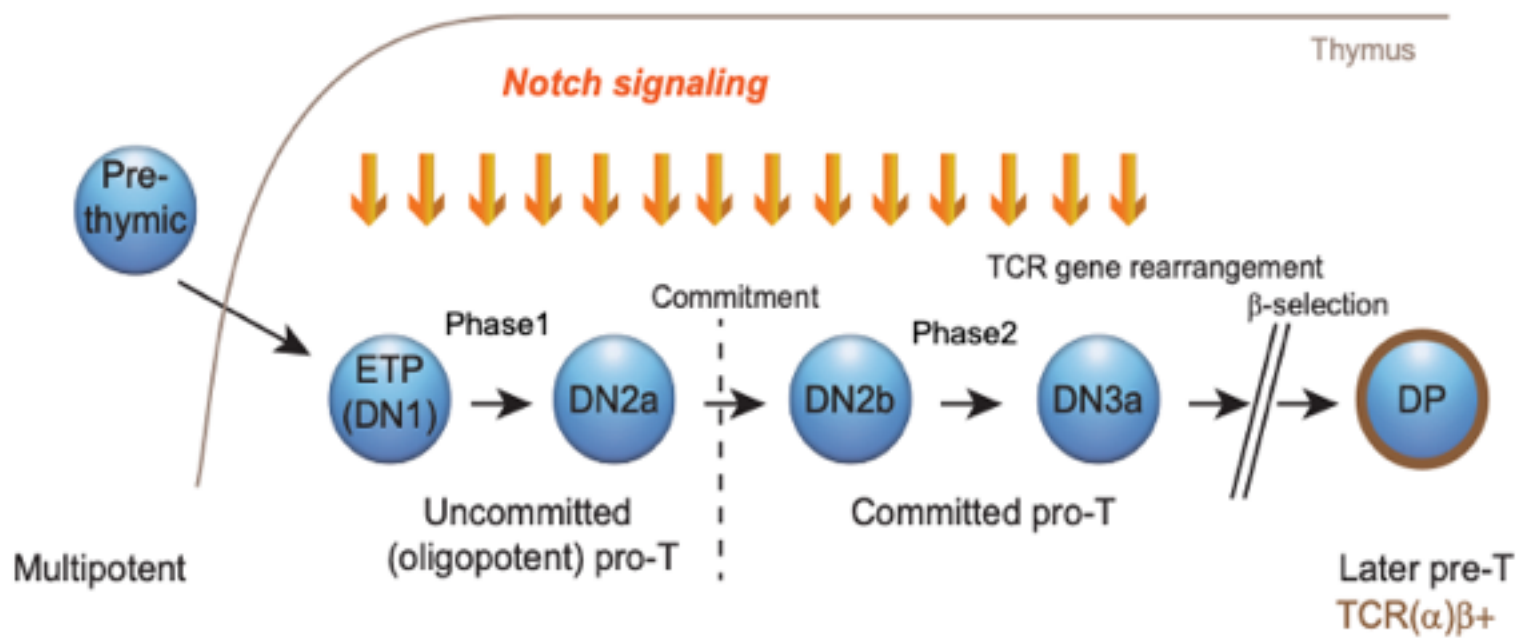 Thymus
Notch signaling
Pre-
thymic
TCR gene rearrangement
Commitment
β-selection
Phase1
Phase2
ETP
(DN1)
DN2a
DN2b
DN3a
DP
Uncommitted
(oligopotent) pro-T
Committed pro-T
Multipotent
Later pre-T
TCR(α)β+